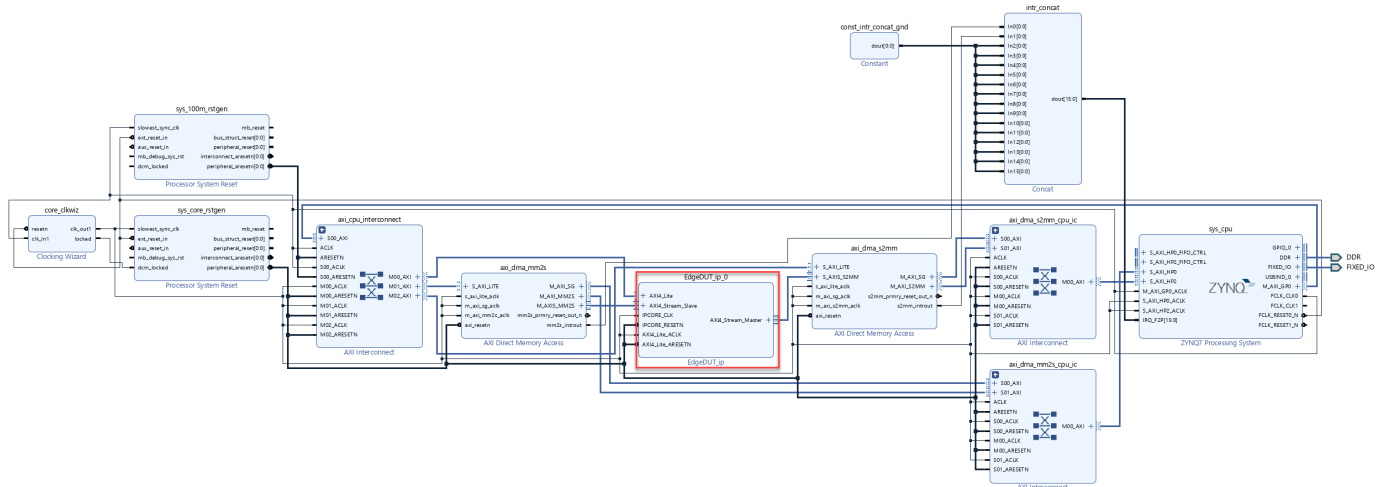 intr_concat
In0[0:0]
In1[0:0]
In2[0:0]
In3[0:0]
In4[0:0]
In5[0:0]
In6[0:0]
In7[0:0]
In8[0:0]
In9[0:0]
In10[0:0]
In11[0:0]
In12[0:0]
In13[0:0]
In14[0:0]
In15[0:0]
dout[15:0]
Concat
const_intr_concat_gnd
dout[0:0]
Constant
sys_100m_rstgen
slowest_sync_clk
ext_reset_in
aux_reset_in
mb_debug_sys_rst
dcm_locked
mb_reset
bus_struct_reset[0:0]
peripheral_reset[0:0]
interconnect_aresetn[0:0]
peripheral_aresetn[0:0]
Processor System Reset
core_clkwiz
resetn
clk_in1
clk_out1
locked
Clocking Wizard
sys_core_rstgen
slowest_sync_clk
ext_reset_in
aux_reset_in
mb_debug_sys_rst
dcm_locked
mb_reset
bus_struct_reset[0:0]
peripheral_reset[0:0]
interconnect_aresetn[0:0]
peripheral_aresetn[0:0]
Processor System Reset
axi_cpu_interconnect
S00_AXI
ACLK
ARESETN
S00_ACLK
S00_ARESETN
M00_ACLK
M00_ARESETN
M01_ACLK
M01_ARESETN
M02_ACLK
M02_ARESETN
M00_AXI
M01_AXI
M02_AXI
AXI Interconnect
axi_dma_mm2s
S_AXI_LITE
s_axi_lite_aclk
m_axi_sg_aclk
m_axi_mm2s_aclk
axi_resetn
M_AXI_SG
M_AXI_MM2S
M_AXIS_MM2S
mm2s_prmry_reset_out_n
mm2s_introut
AXI Direct Memory Access
EdgeDUT_ip_0
AXI4_Lite
AXI4_Stream_Slave
IPCORE_CLK
IPCORE_RESETN
AXI4_Lite_ACLK
AXI4_Lite_ARESETN
AXI4_Stream_Master
EdgeDUT_ip
axi_dma_s2mm
S_AXI_LITE
S_AXIS_S2MM
s_axi_lite_aclk
m_axi_sg_aclk
m_axi_s2mm_aclk
axi_resetn
M_AXI_SG
M_AXI_S2MM
s2mm_prmry_reset_out_n
s2mm_introut
AXI Direct Memory Access
axi_dma_s2mm_cpu_ic
S00_AXI
S01_AXI
ACLK
ARESETN
S00_ACLK
S00_ARESETN
M00_ACLK
M00_ARESETN
S01_ACLK
S01_ARESETN
M00_AXI
AXI Interconnect
axi_dma_mm2s_cpu_ic
S00_AXI
S01_AXI
ACLK
ARESETN
S00_ACLK
S00_ARESETN
M00_ACLK
M00_ARESETN
S01_ACLK
S01_ARESETN
M00_AXI
AXI Interconnect
sys_cpu
S_AXI_HP0_FIFO_CTRL
S_AXI_HP2_FIFO_CTRL
S_AXI_HP0
S_AXI_HP2
M_AXI_GP0_ACLK
S_AXI_HP0_ACLK
S_AXI_HP2_ACLK
IRQ_F2P[15:0]
ZYNQ
GPIO_0
DDR
FIXED_IO
USBIND_0
M_AXI_GP0
FCLK_CLK0
FCLK_CLK1
FCLK_RESET0_N
FCLK_RESET1_N
ZYNQ7 Processing System
DDR
FIXED_IO